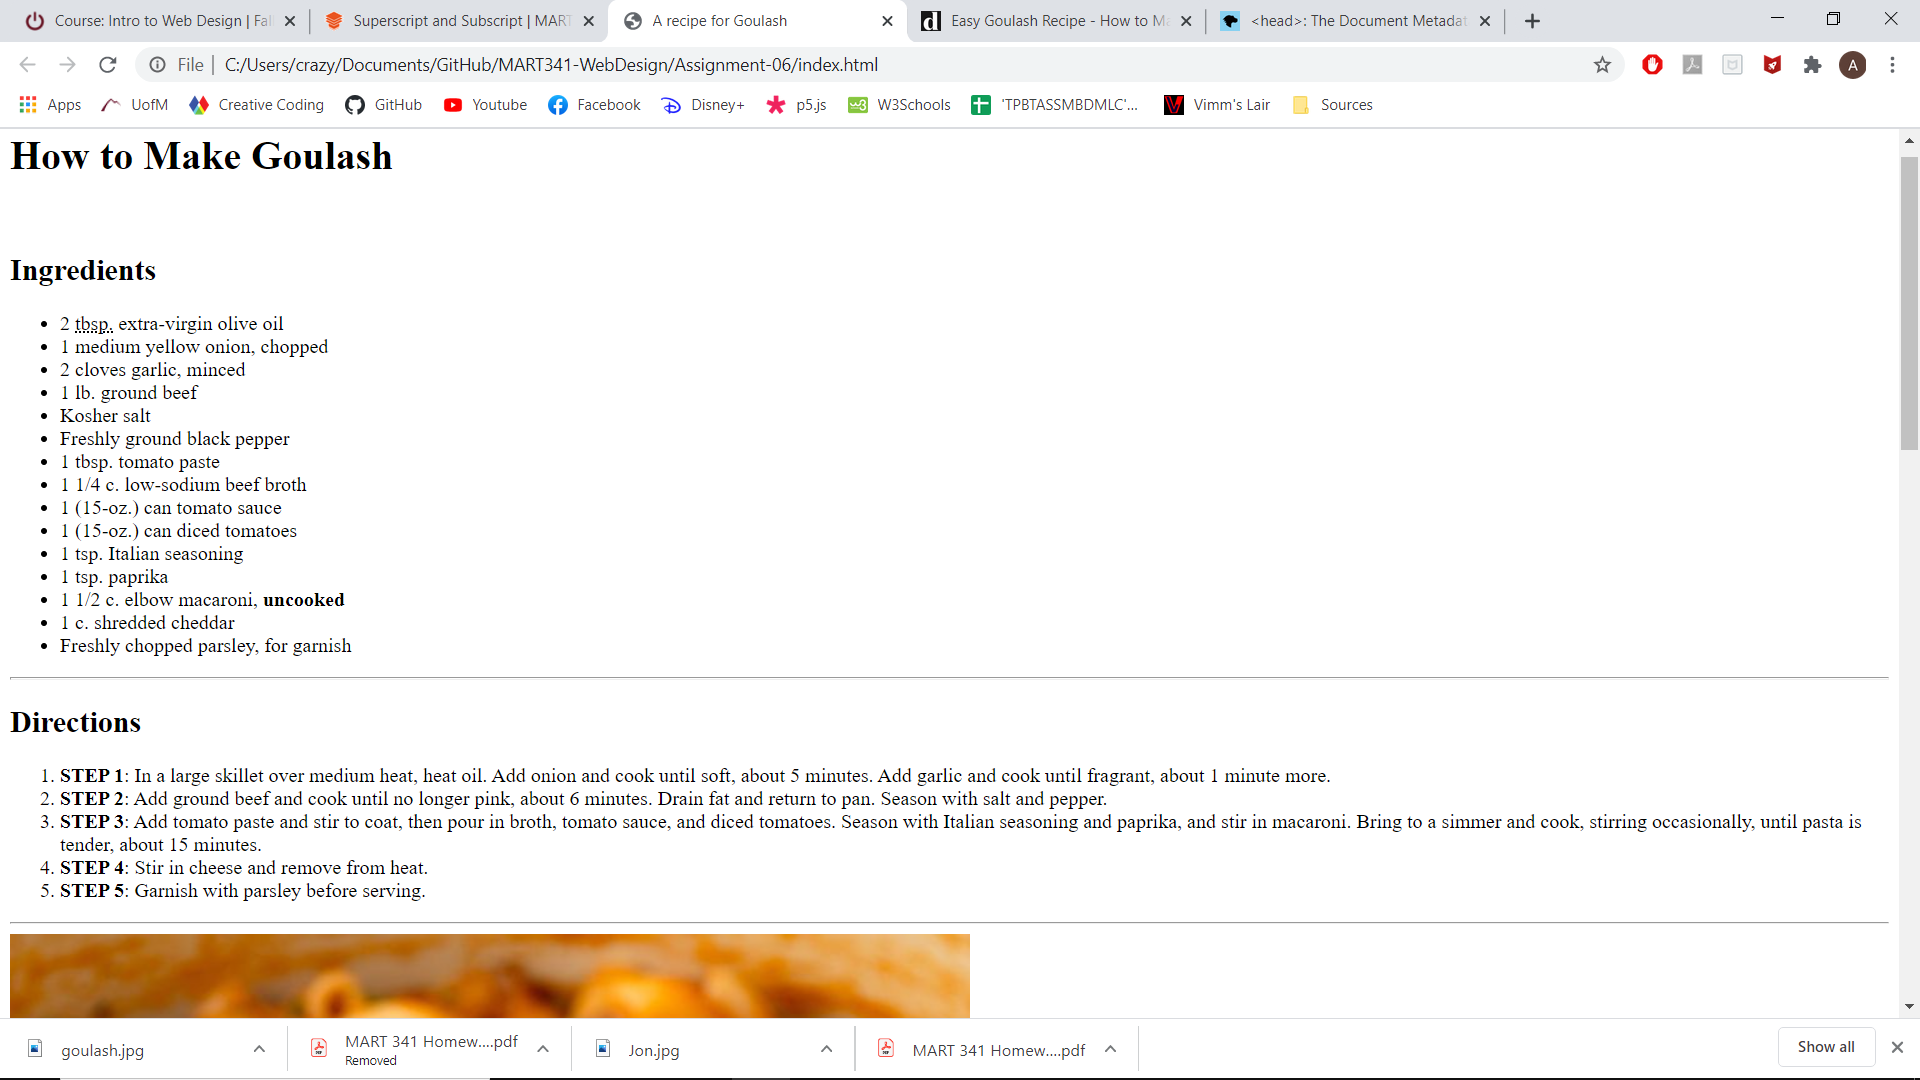 Course: Intro to Web Design | Fal
Superscript and Subscript | MART
A recipe for Goulash
Easy Goulash Recipe - How to Ma
<head>: The Document Metadat
File | C:/Users/crazy/Documents/GitHub/MART341-WebDesign/Assignment-06/index.html
A
Apps
UofM
Creative Coding
GitHub
Youtube
Facebook
Disney+
p5.js
W3Schools
'TPBTASSMBDMLC'...
Vimm's Lair
Sources
How to Make Goulash
Ingredients
• 2 tbsp. extra-virgin olive oil
• 1 medium yellow onion, chopped
• 2 cloves garlic, minced
• 1 lb. ground beef
• Kosher salt
• Freshly ground black pepper
• 1 tbsp. tomato paste
• 1 1/4 c. low-sodium beef broth
• 1 (15-oz.) can tomato sauce
• 1 (15-oz.) can diced tomatoes
• 1 tsp. Italian seasoning
• 1 tsp. paprika
• 1 1/2 c. elbow macaroni, uncooked
• 1 c. shredded cheddar
• Freshly chopped parsley, for garnish
Directions
1. STEP 1: In a large skillet over medium heat, heat oil. Add onion and cook until soft, about 5 minutes. Add garlic and cook until fragrant, about 1 minute more.
2. STEP 2: Add ground beef and cook until no longer pink, about 6 minutes. Drain fat and return to pan. Season with salt and pepper.
3. STEP 3: Add tomato paste and stir to coat, then pour in broth, tomato sauce, and diced tomatoes. Season with Italian seasoning and paprika, and stir in macaroni. Bring to a simmer and cook, stirring occasionally, until pasta is
tender, about 15 minutes.
4. STEP 4: Stir in cheese and remove from heat.
5. STEP 5: Garnish with parsley before serving.
goulash.jpg
MART 341 Homew....pdf
Removed
Jon.jpg
MART 341 Homew....pdf
Show all